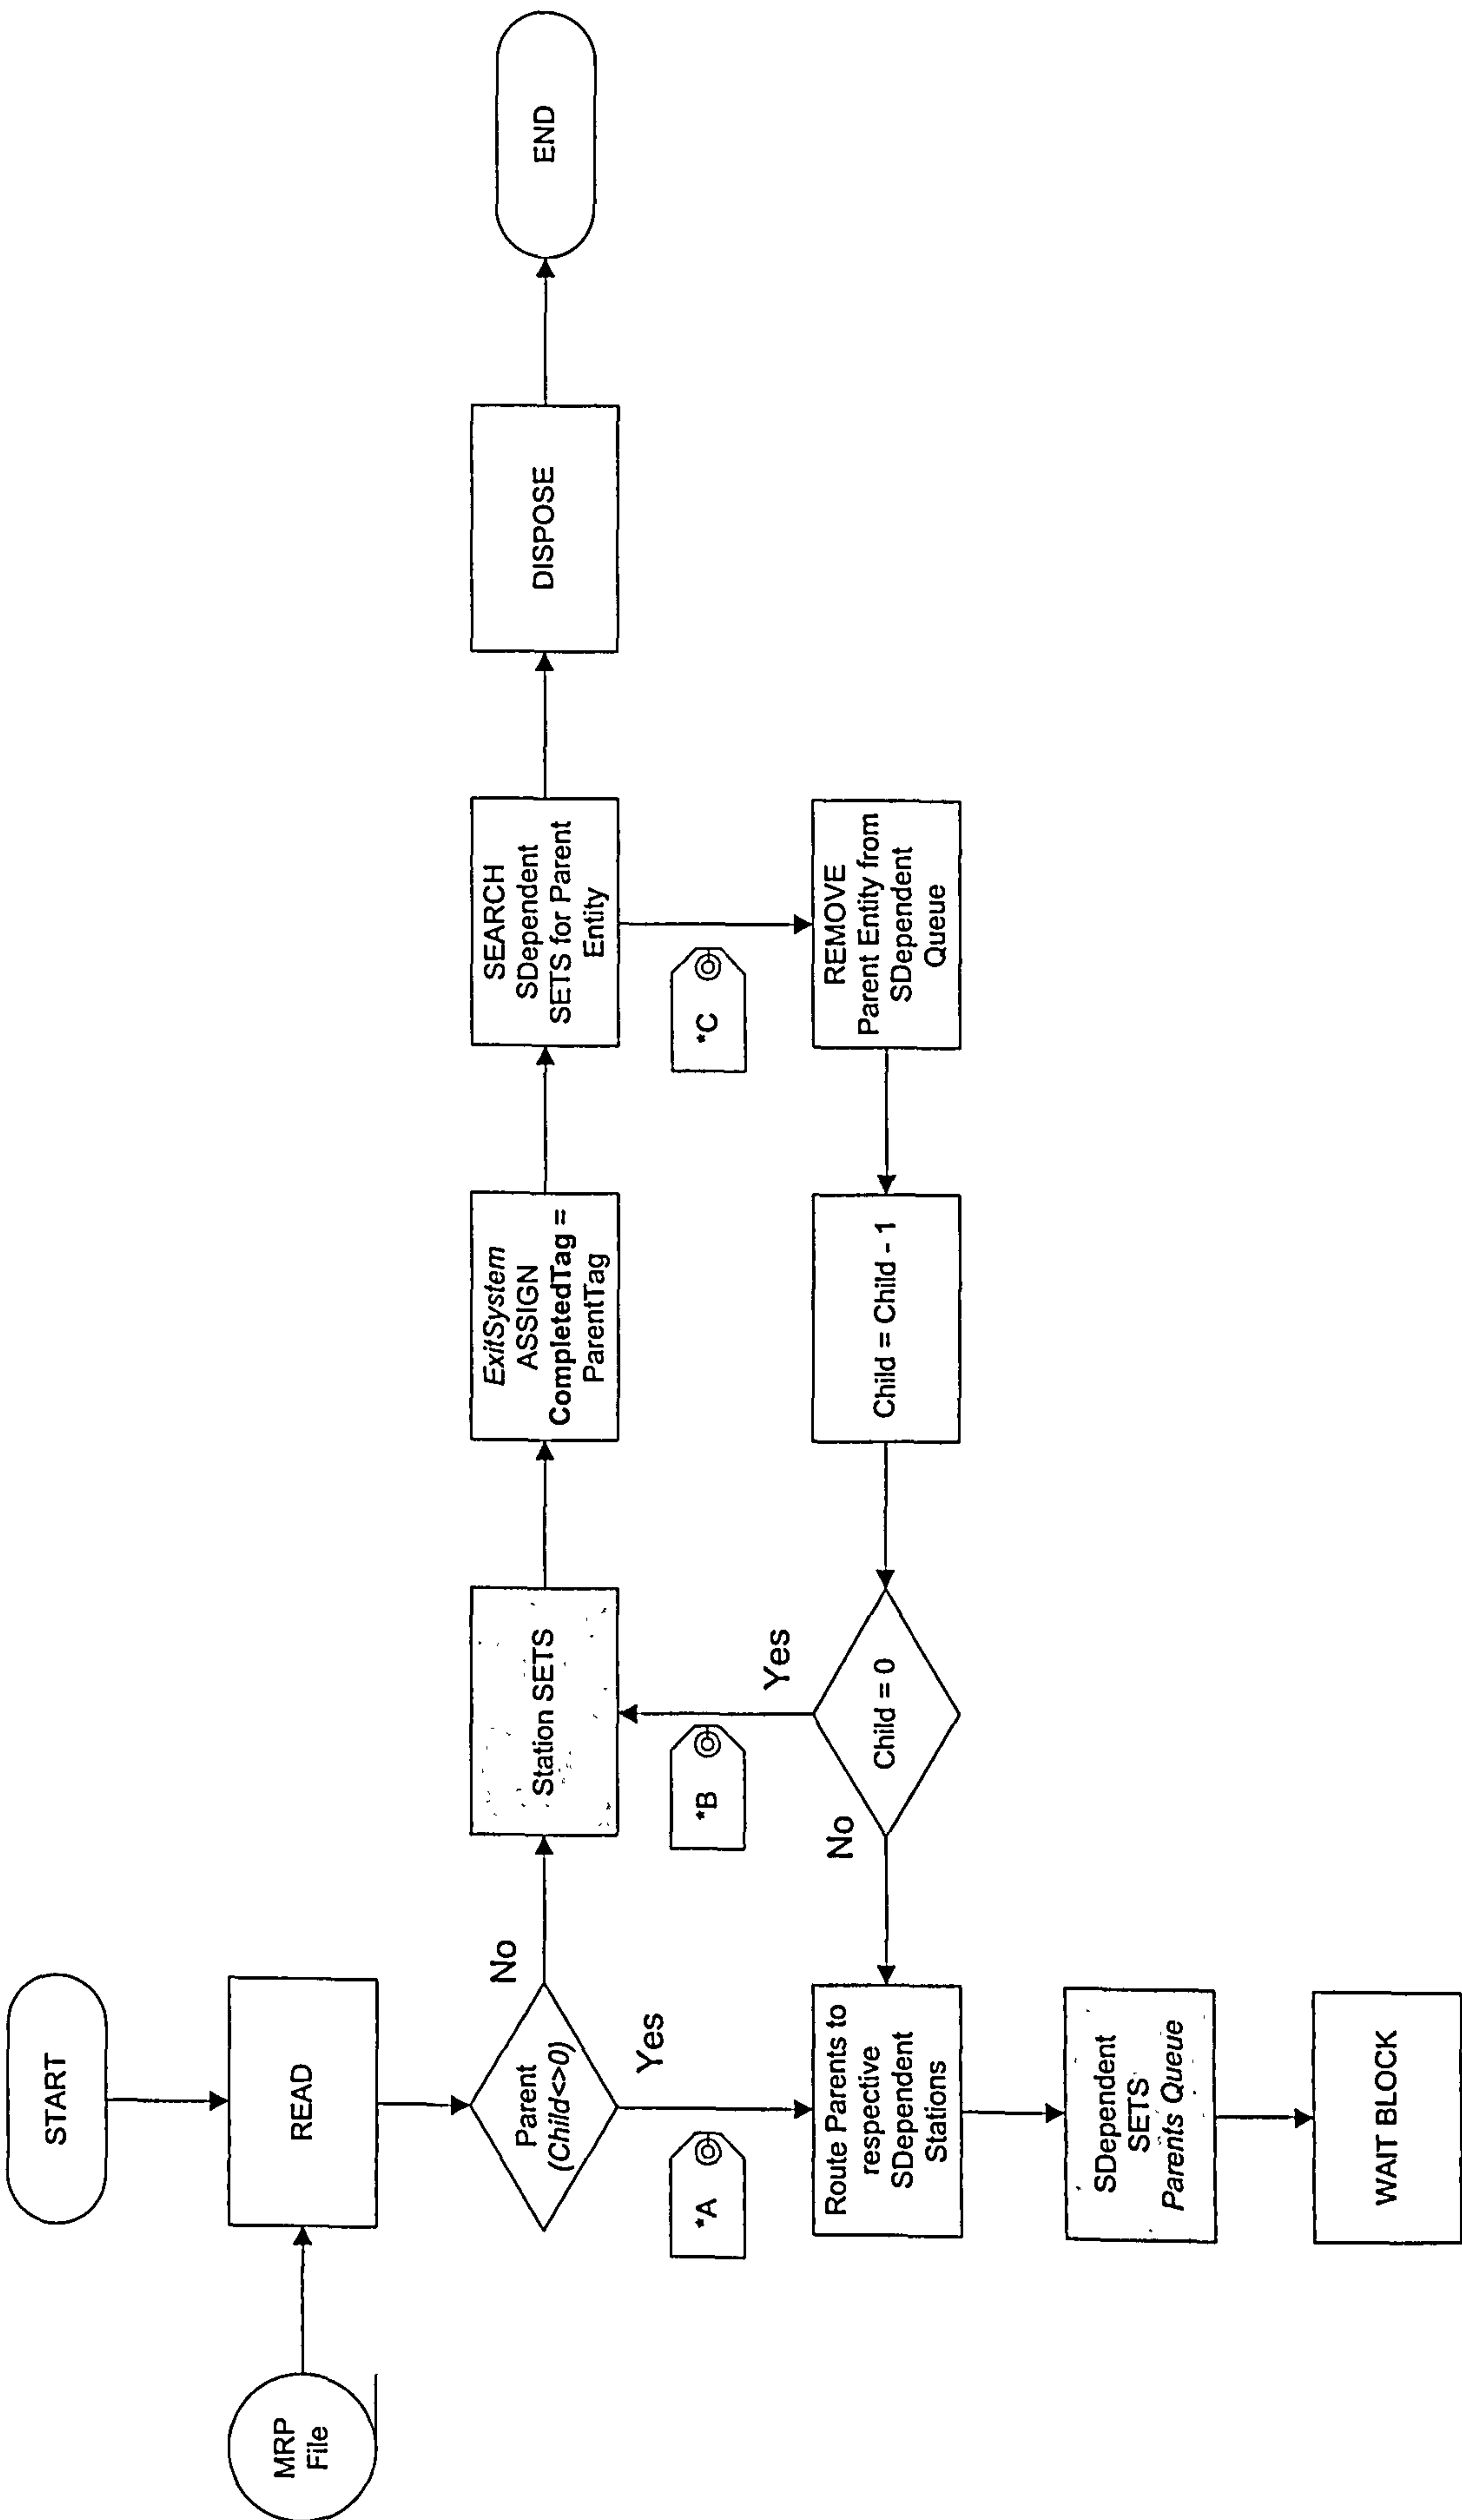 START
MRP
File
READ
Parent
(Child<>0)
No
Yes
*A
Station SETS
ExitSystem
ASSIGN
CompletedTag =
ParentTag
SEARCH
SDependent
SETS for Parent
Entity
DISPOSE
END
*C
REMOVE
Parent Entity from
SDependent
Queue
Child = Child - 1
Child = 0
Yes
*B
No
Route Parents to
respective
SDependent
Stations
SDependent
SETS
Parents Queue
WAIT BLOCK